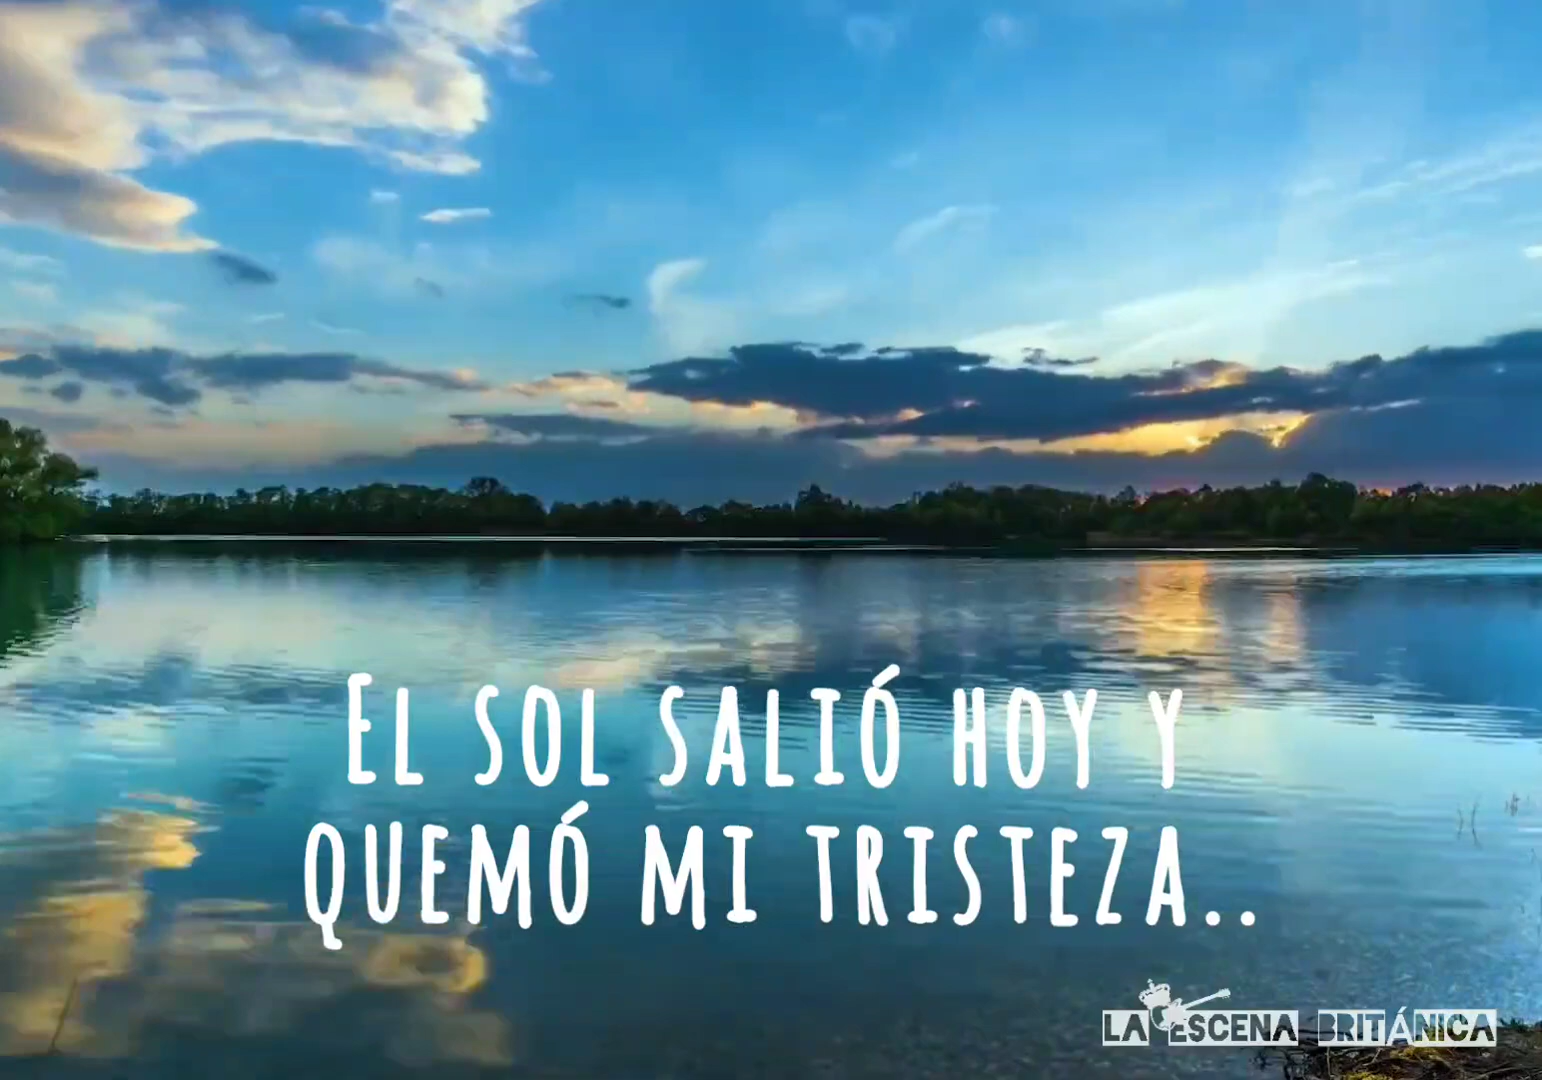 El sol salió hoy y
quemó mi tristeza..
LA ESCENA BRITÁNICA